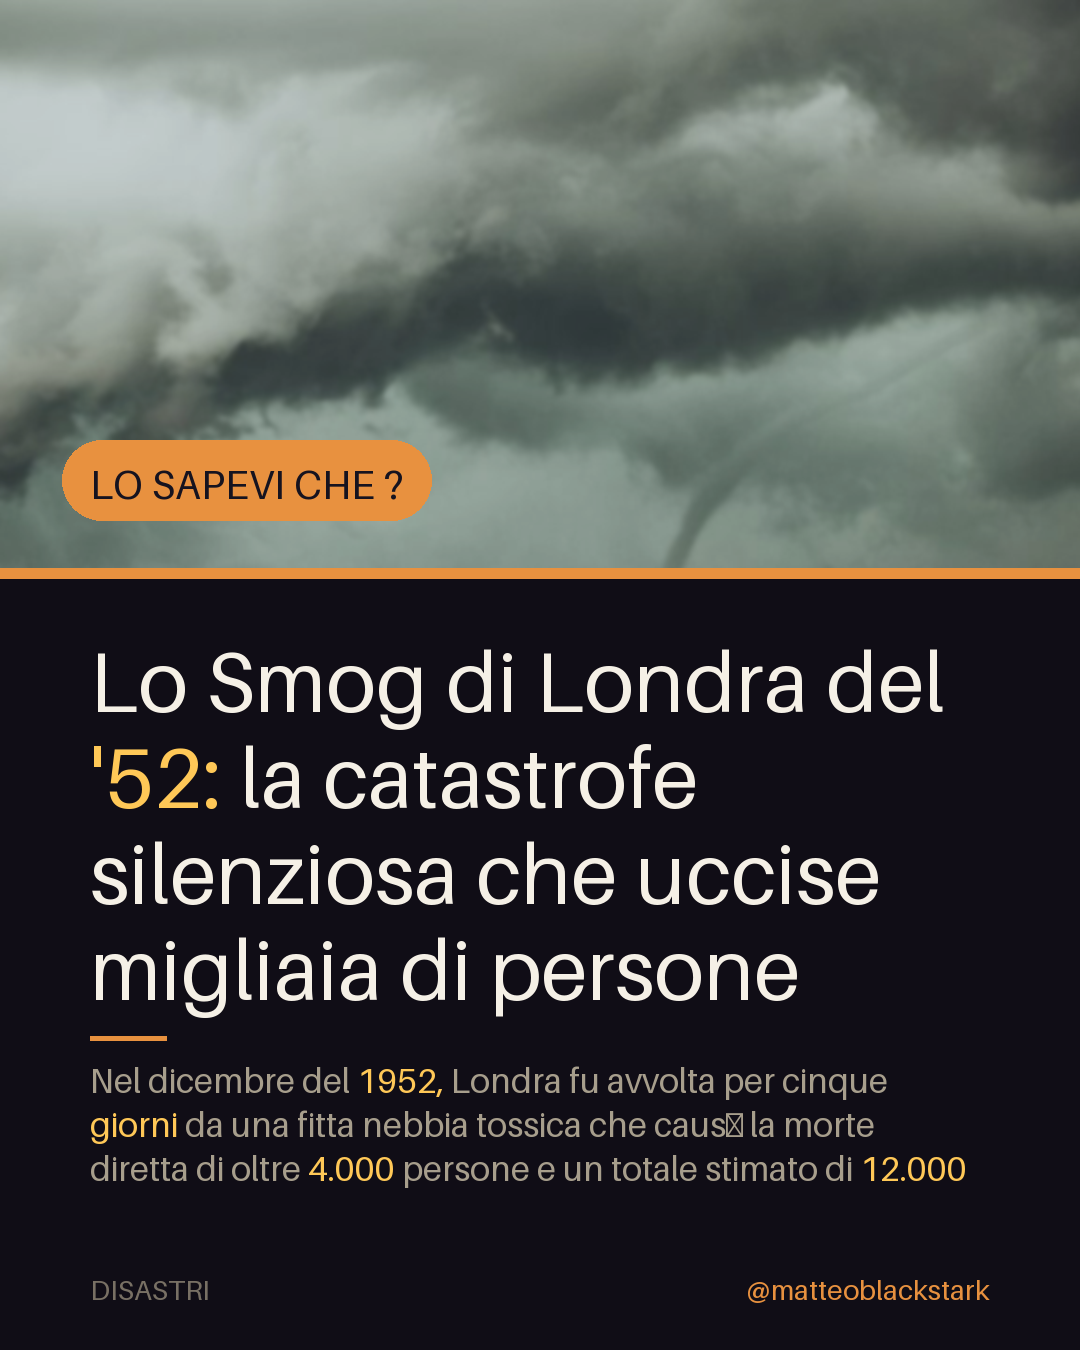 LO SAPEVI CHE ?
Lo Smog di Londra del
'52: la catastrofe
silenziosa che uccise
migliaia di persone
Nel dicembre del 1952, Londra fu avvolta per cinque
giorni da una fitta nebbia tossica che caus☒ la morte
diretta di oltre 4.000 persone e un totale stimato di 12.000
DISASTRI
@matteoblackstark